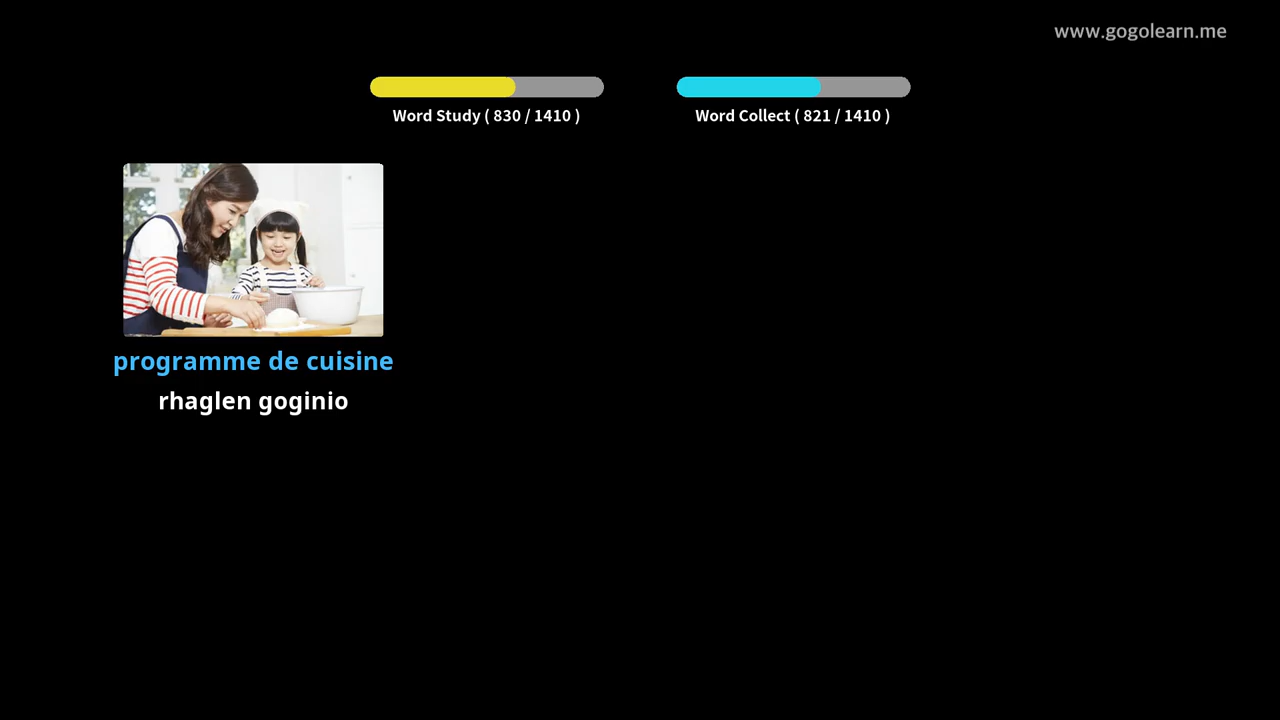 www.gogolearn.me
Word Study ( 830 / 1410 )
Word Collect ( 821 / 1410 )
programme de cuisine
rhaglen goginio